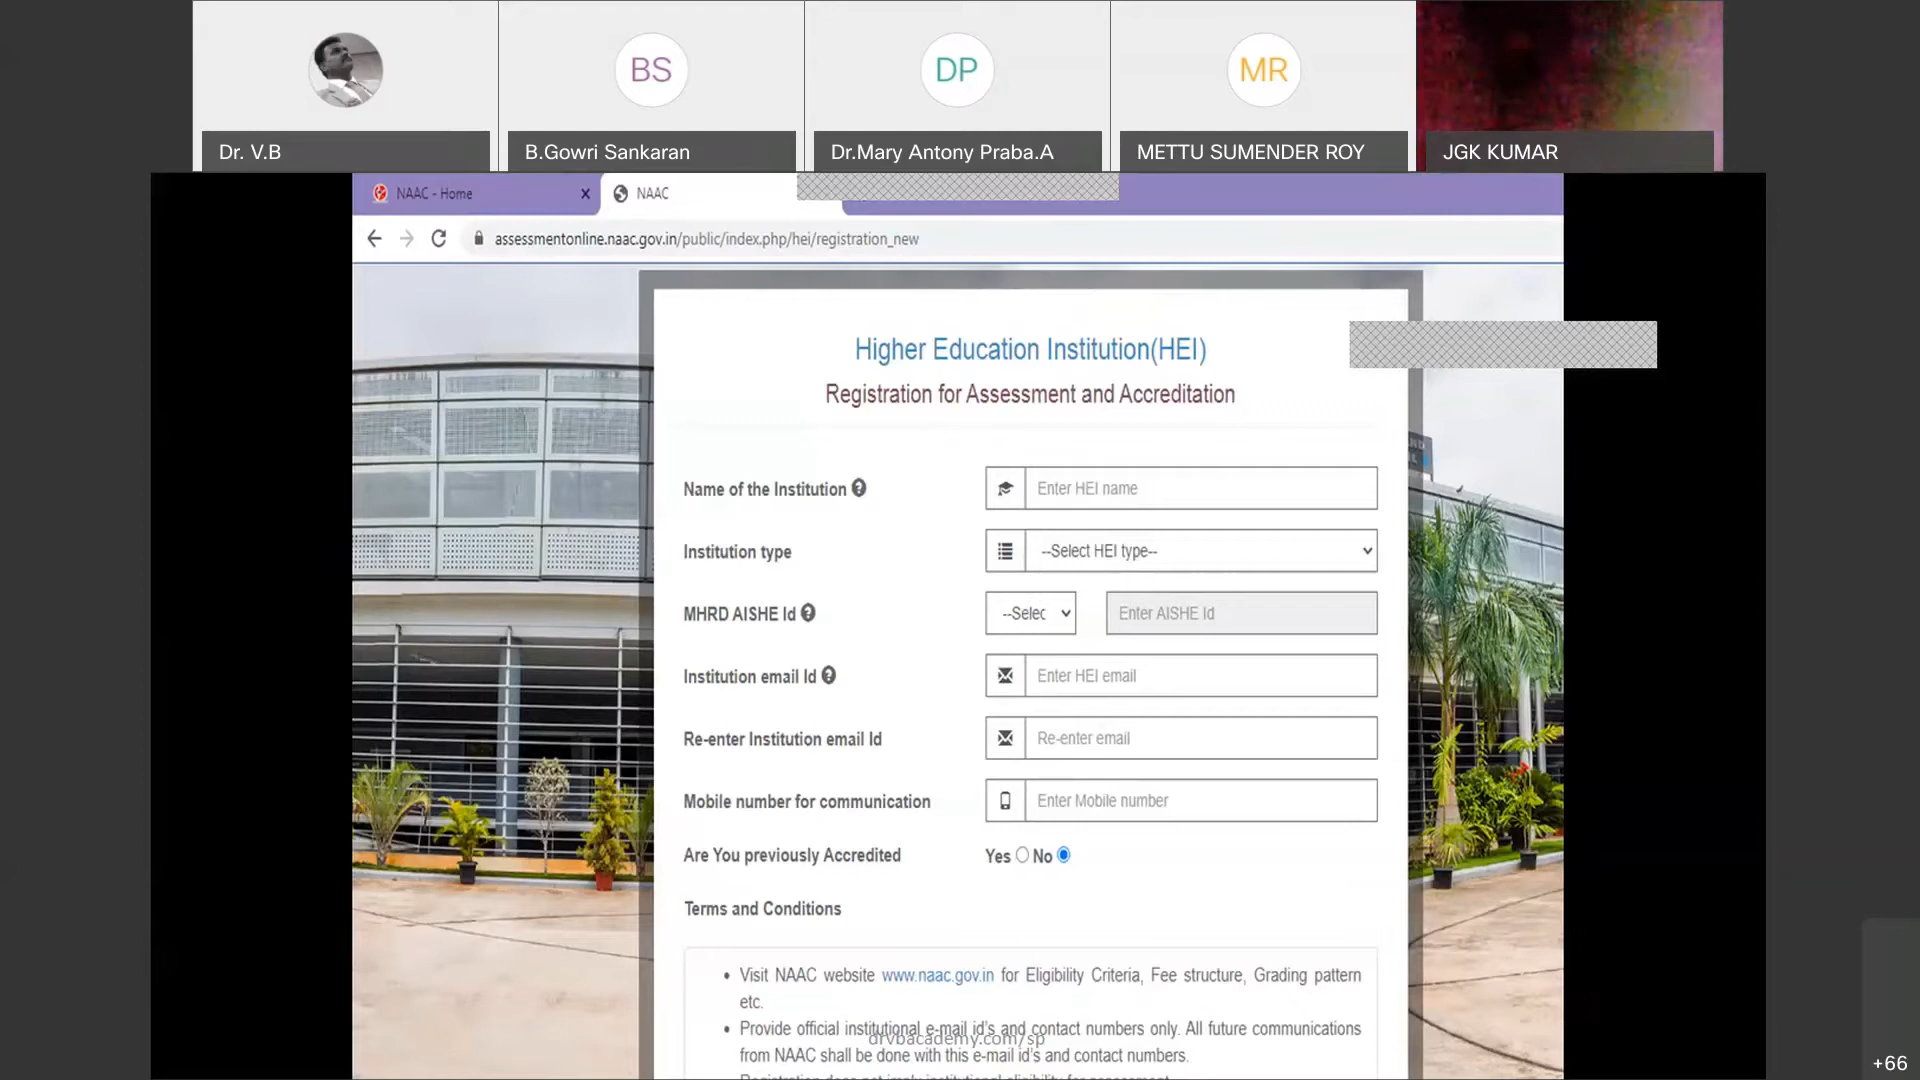 BS
DP
MR
Dr. V.B
B.Gowri Sankaran
Dr.Mary Antony Praba.A
METTU SUMENDER ROY
JGK KUMAR
NAAC - Home
NAAC
assessmentonline.naac.gov.in/public/index.php/hei/registration_new
Higher Education Institution(HEI)
Registration for Assessment and Accreditation
Name of the Institution
Enter HEI name
Institution type
--Select HEI type--
MHRD AISHE Id
--Selec
Enter AISHE Id
Institution email Id
Enter HEI email
Re-enter Institution email Id
Re-enter email
Mobile number for communication
Enter Mobile number
Are You previously Accredited
Yes No
Terms and Conditions
• Visit NAAC website www.naac.gov.in for Eligibility Criteria, Fee structure, Grading pattern
etc.
• Provide official institutional e-mail id's and contact numbers only. All future communications
drvbacademy.com/sp
from NAAC shall be done with this e-mail id's and contact numbers.
+66